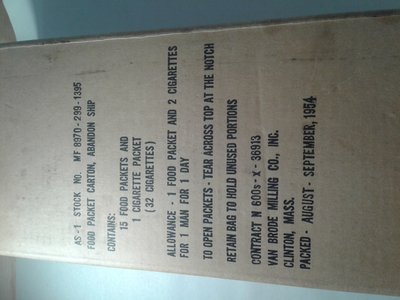 AS-1 STOCK NO. MF 8970-299-1395
FOOD PACKET CARTON, ABANDON SHIP
CONTAINS:
15 FOOD PACKETS AND
1 CIGARETTE PACKET
(32 CIGARETTES)
ALLOWANCE - 1 FOOD PACKET AND 2 CIGARETTES
FOR 1 MAN FOR 1 DAY
TO OPEN PACKETS - TEAR ACROSS TOP AT THE NOTCH
RETAIN BAG TO HOLD UNUSED PORTIONS
CONTRACT N 600s - X - 36913
VAN BRODE MILLING CO., INC.
CLINTON, MASS.
PACKED - AUGUST - SEPTEMBER, 1954